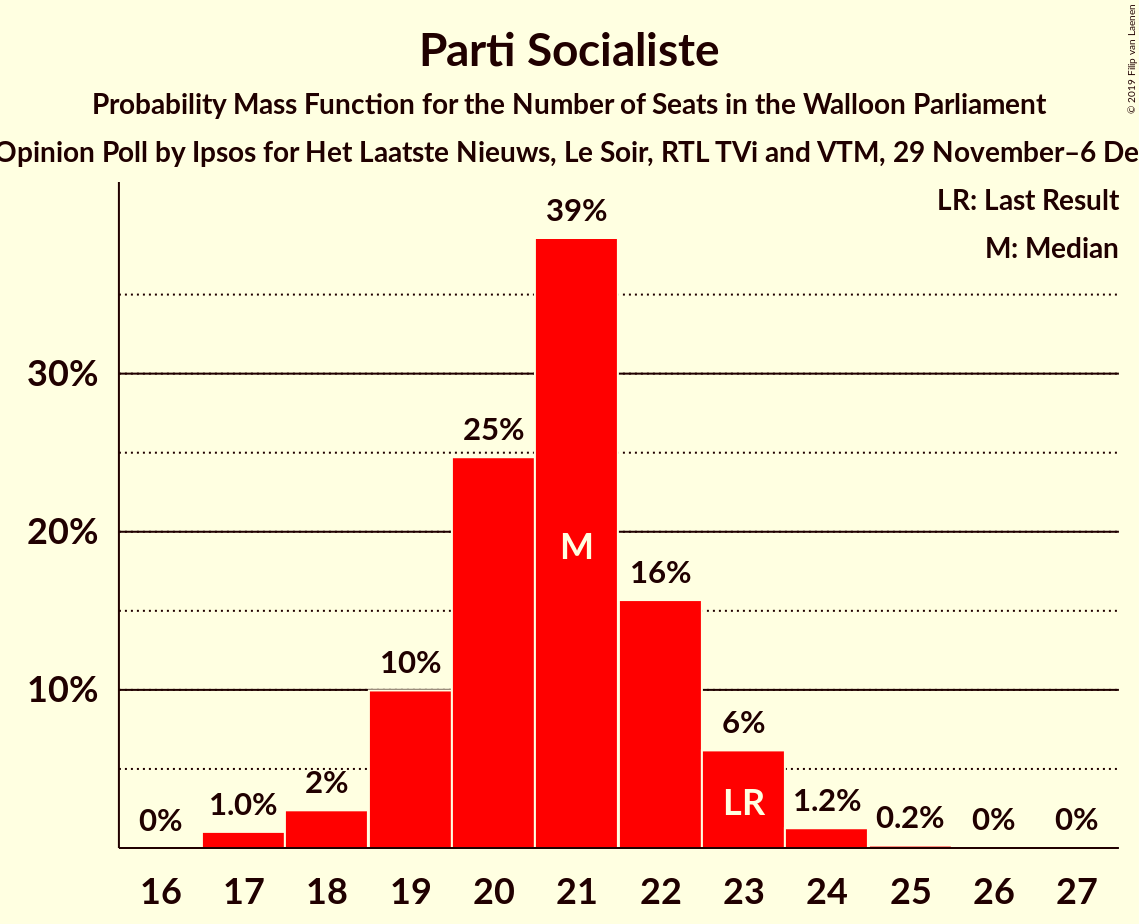 © 2019 Filip van Laenen
Parti Socialiste
Probability Mass Function for the Number of Seats in the Walloon Parliament
Opinion Poll by Ipsos for Het Laatste Nieuws, Le Soir, RTL TVi and VTM, 29 November–6 De
LR: Last Result
M: Median
39%
30%
25%
20%
M
16%
10%
10%
6%
2%
LR
1.0%
1.2%
0.2%
0%
0%
0%
16 17 18 19 20 21 22 23 24 25 26 27